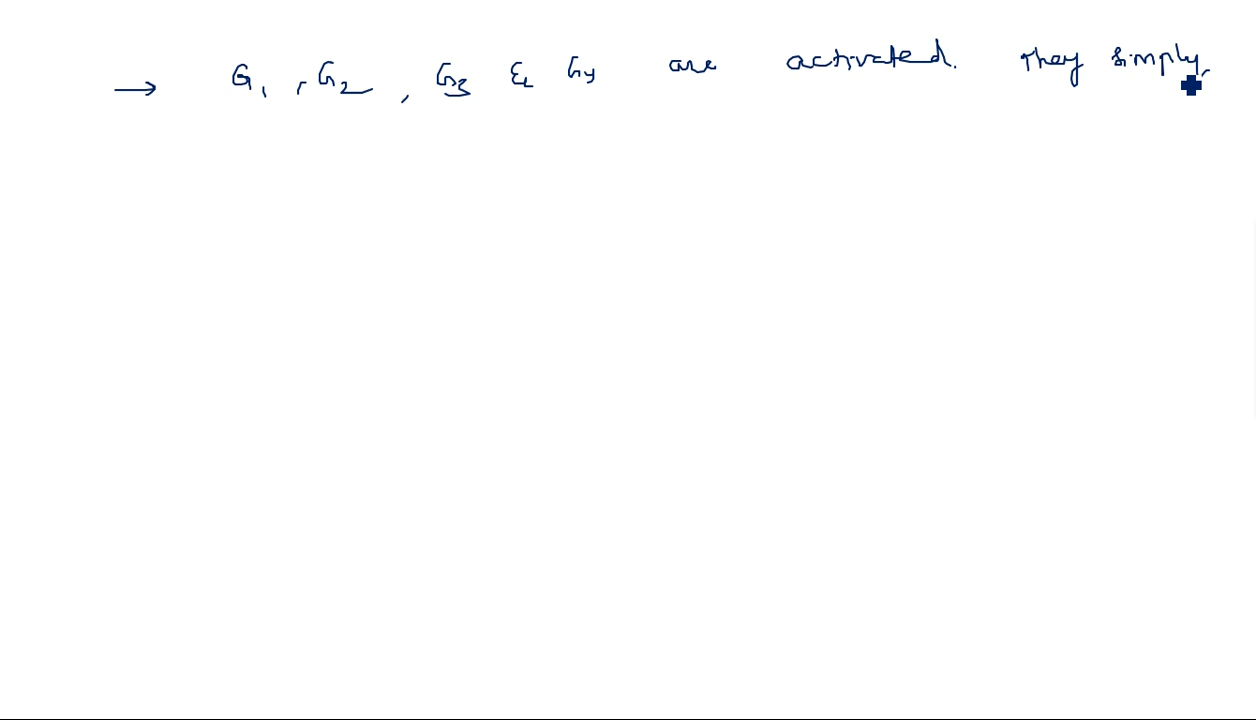 → G₁, G₂, G₃ & G₄ are activated. They simply